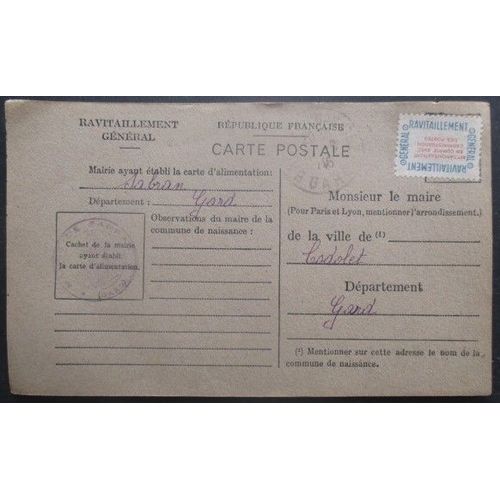 RAVITAILLEMENT
GÉNÉRAL
RÉPUBLIQUE FRANÇAISE
CARTE POSTALE
RAVITAILLEMENT
GÉNÉRAL
GÉNÉRAL
RAVITAILLEMENT
Mairie ayant établi la carte d'alimentation:
Sabran
Département : Gard
Observations du maire de la
commune de naissance :
Cachet de la mairie
ayant établi
la carte d'alimentation.
GARD
Monsieur le maire
(Pour Paris et Lyon, mentionner l'arrondissement.)
de la ville de (1)
Codolet
Département
Gard
(1) Mentionner sur cette adresse le nom de la
commune de naissance.